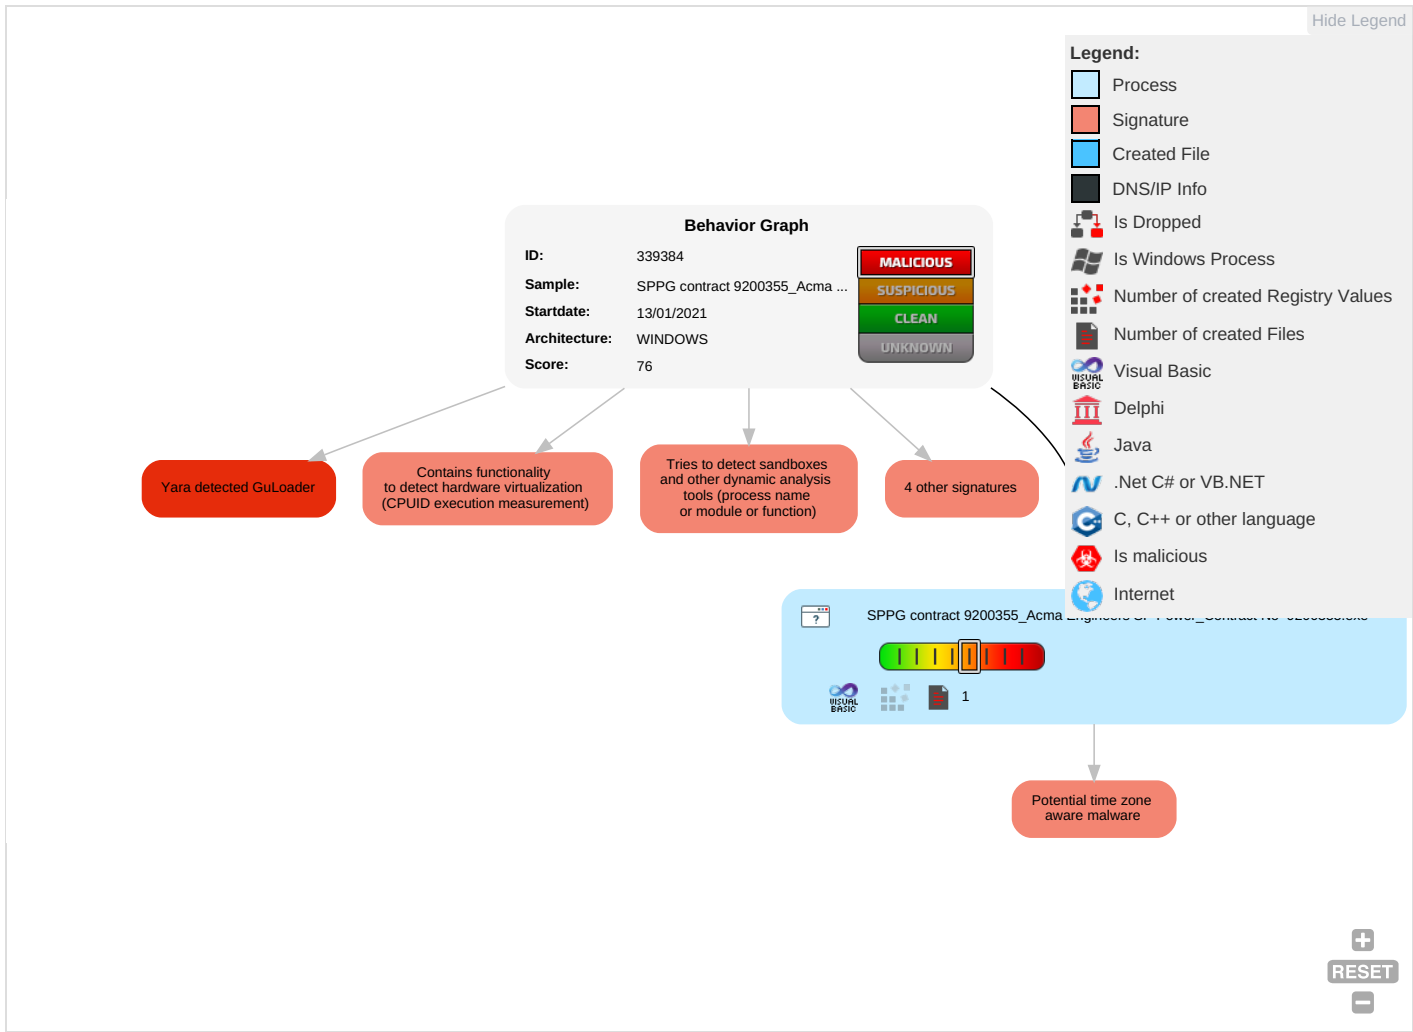 Hide Legend
Legend:
Process
Signature
Created File
DNS/IP Info
Is Dropped
Is Windows Process
Number of created Registry Values
Number of created Files
VISUAL BASIC Visual Basic
Delphi
Java
.Net C# or VB.NET
C, C++ or other language
Is malicious
Internet
Behavior Graph
ID: 339384
Sample: SPPG contract 9200355_Acma ...
Startdate: 13/01/2021
Architecture: WINDOWS
Score: 76
MALICIOUS
SUSPICIOUS
CLEAN
UNKNOWN
Yara detected GuLoader
Contains functionality
to detect hardware virtualization
(CPUID execution measurement)
Tries to detect sandboxes
and other dynamic analysis
tools (process name
or module or function)
4 other signatures
SPPG contract 9200355_Acma
?
VISUAL
BASIC
1
Potential time zone
aware malware
RESET